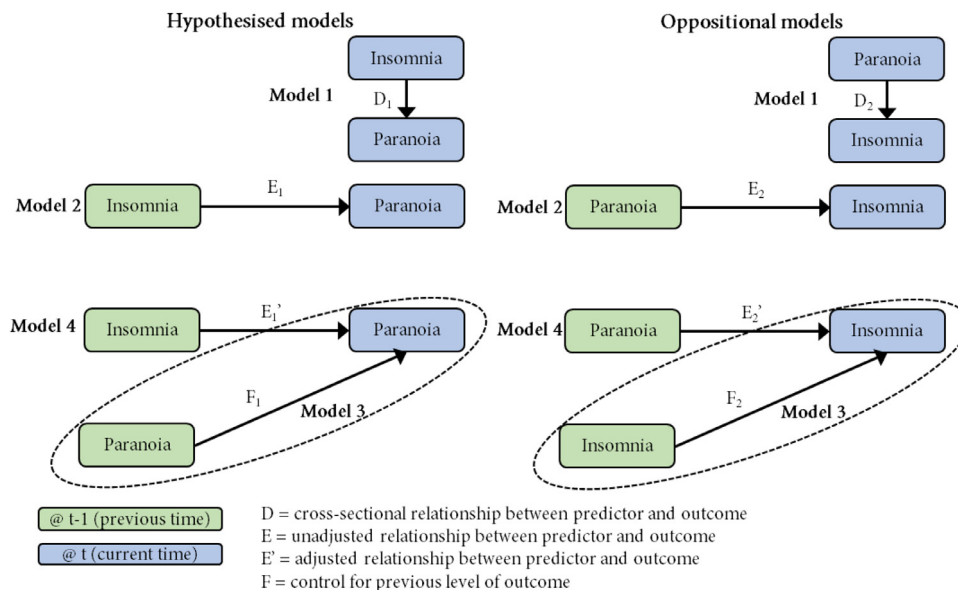 Hypothesised models
Insomnia
Model 1
D₁
Paranoia
Model 2
Insomnia
E₁
Paranoia
Model 4
Insomnia
E₁’
Paranoia
F₁
Model 3
Paranoia
Oppositional models
Paranoia
Model 1
D₂
Insomnia
Model 2
Paranoia
E₂
Insomnia
Model 4
Paranoia
E₂’
Insomnia
F₂
Model 3
Insomnia
@ t-1 (previous time)
@ t (current time)
D = cross-sectional relationship between predictor and outcome
E = unadjusted relationship between predictor and outcome
E’ = adjusted relationship between predictor and outcome
F = control for previous level of outcome